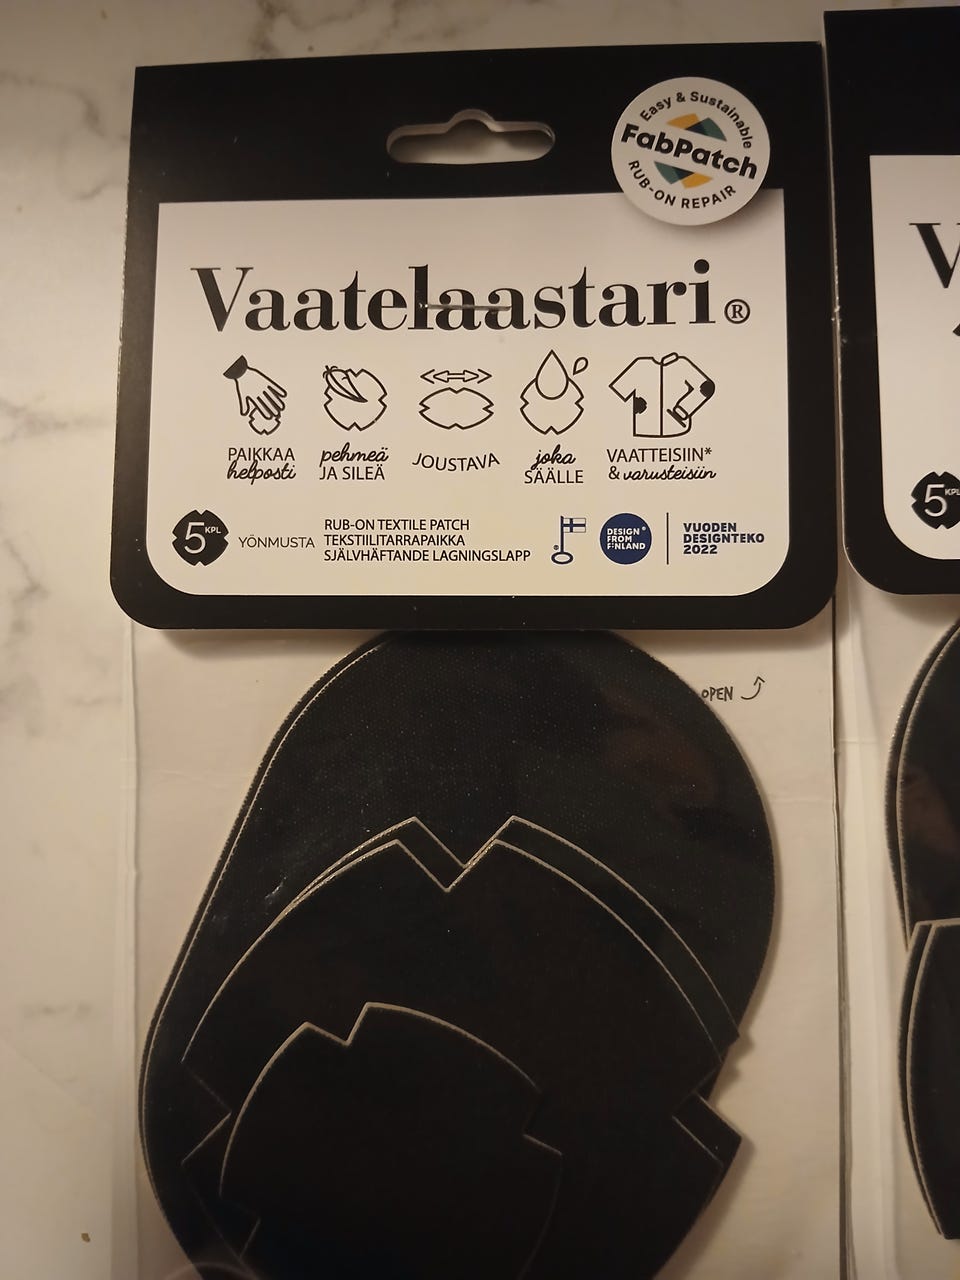 Easy & Sustainable
FabPatch
RUB-ON REPAIR
Vaatelaastari®
PAIKKAA
helposti
pehmeä
JA SILEÄ
JOUSTAVA
joka
SÄÄLLE
VAATTEISIIN*
& varusteisiin
5 KPL
YÖNMUSTA
RUB-ON TEXTILE PATCH
TEKSTIILITARRAPAIKKA
SJÄLVHÄFTANDE LAGNINGSLAPP
DESIGN
FROM
FINLAND
VUODEN
DESIGNTEKO
2022
OPEN
V
5 KPL